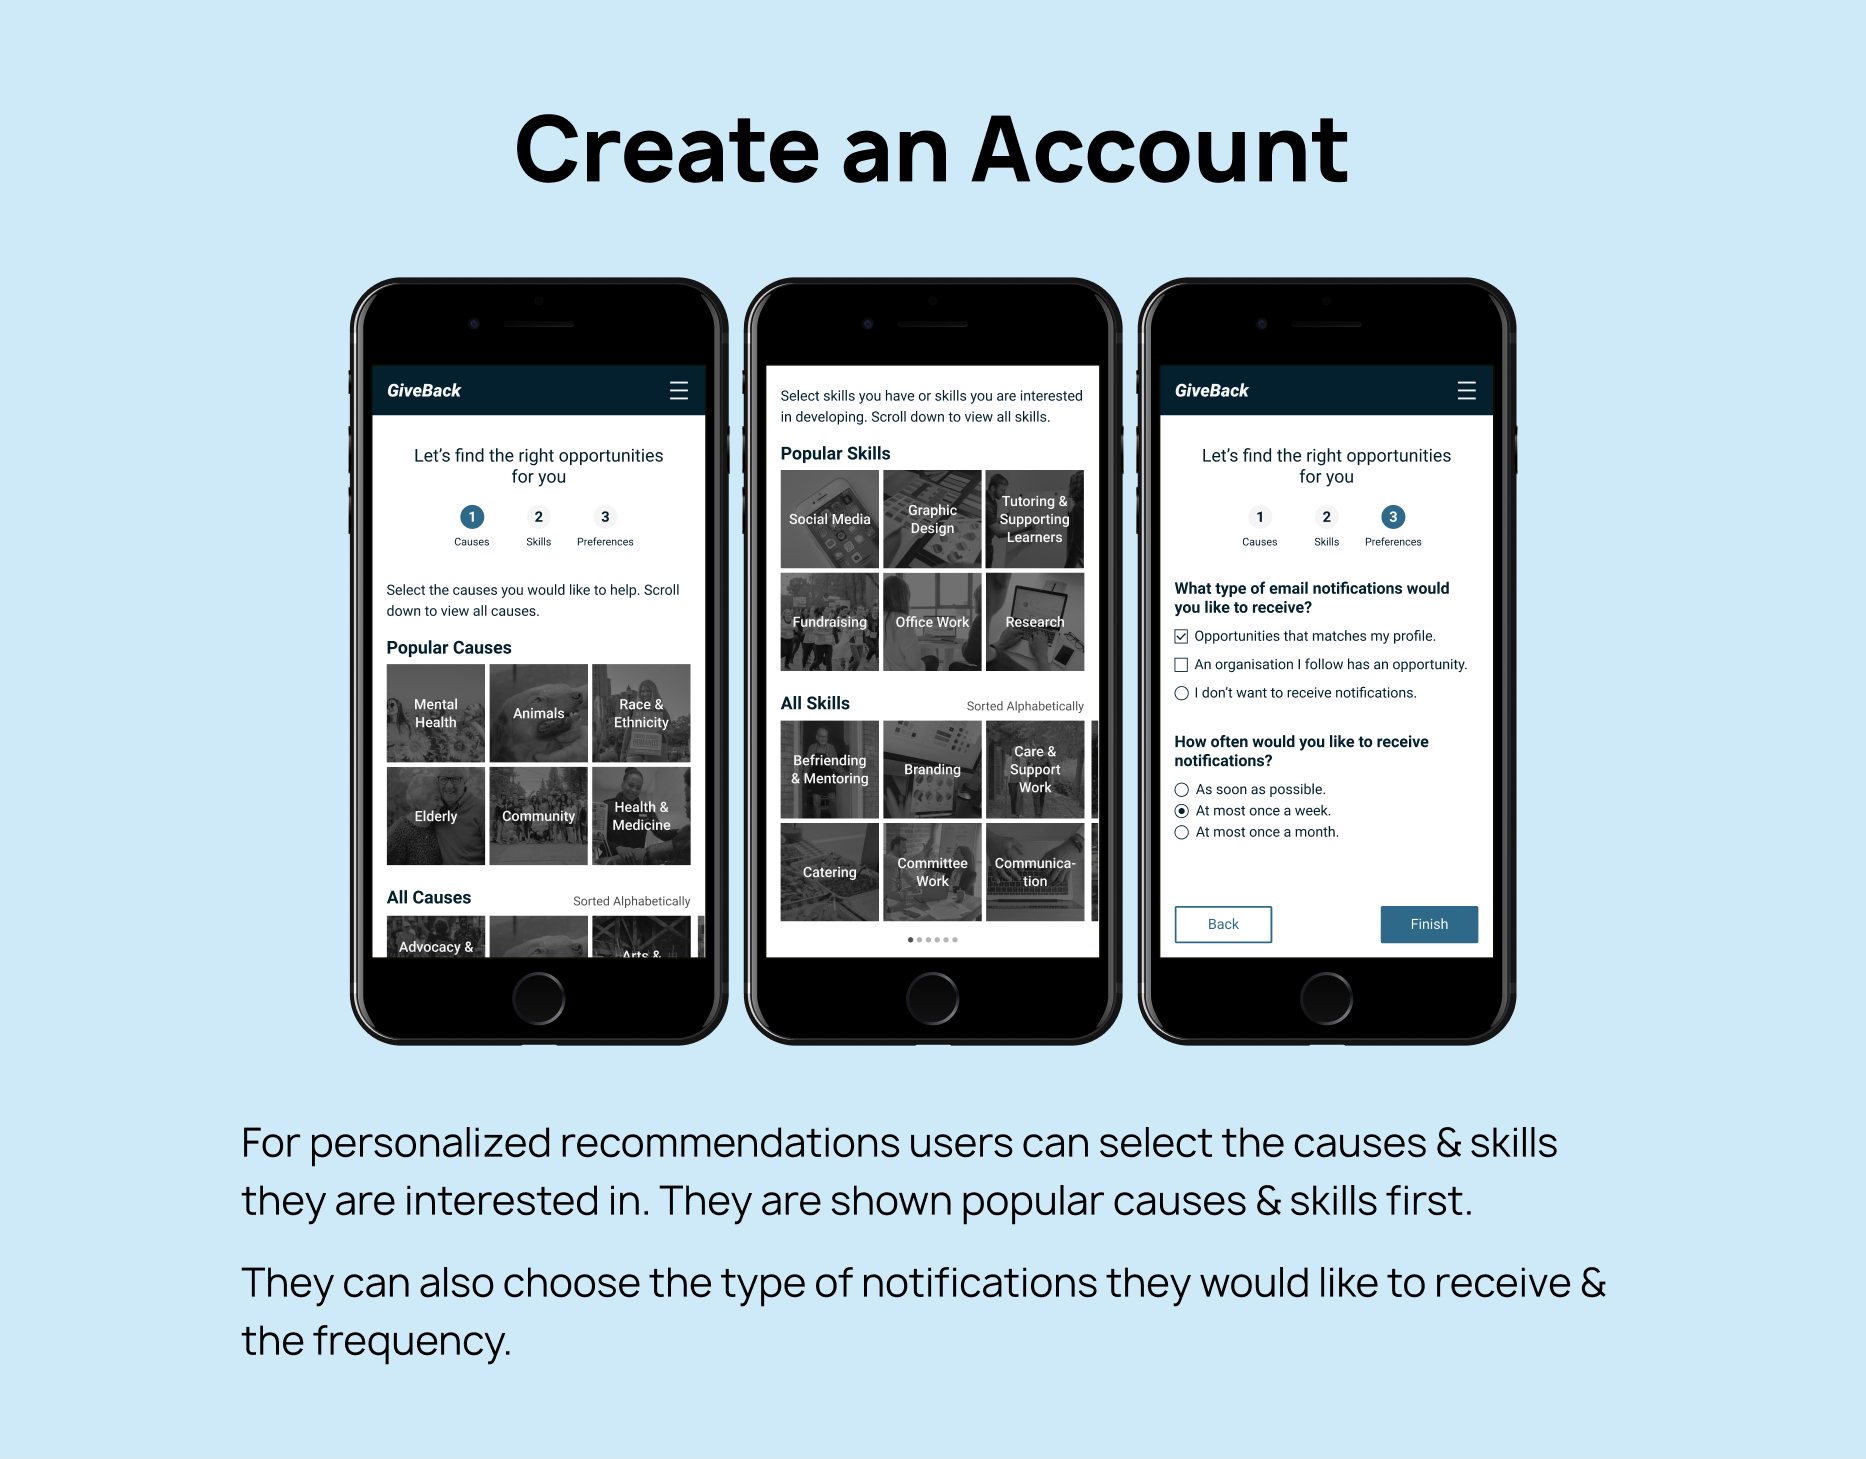 Create an Account
GiveBack
Let's find the right opportunities
for you
1
2
3
Causes
Skills
Preferences
Select the causes you would like to help. Scroll
down to view all causes.
Popular Causes
Mental
Health
Animals
Race &
Ethnicity
Elderly
Community
Health &
Medicine
All Causes
Sorted Alphabetically
Advocacy &
Arts &
Select skills you have or skills you are interested
in developing. Scroll down to view all skills.
Popular Skills
Social Media
Graphic
Design
Tutoring &
Supporting
Learners
Fundraising
Office Work
Research
All Skills
Sorted Alphabetically
Befriending
& Mentoring
Branding
Care &
Support
Work
Catering
Committee
Work
Communica-
tion
GiveBack
Let's find the right opportunities
for you
1
2
3
Causes
Skills
Preferences
What type of email notifications would
you like to receive?
Opportunities that matches my profile.
An organisation I follow has an opportunity.
I don't want to receive notifications.
How often would you like to receive
notifications?
As soon as possible.
At most once a week.
At most once a month.
Back
Finish
For personalized recommendations users can select the causes & skills
they are interested in. They are shown popular causes & skills first.
They can also choose the type of notifications they would like to receive &
the frequency.